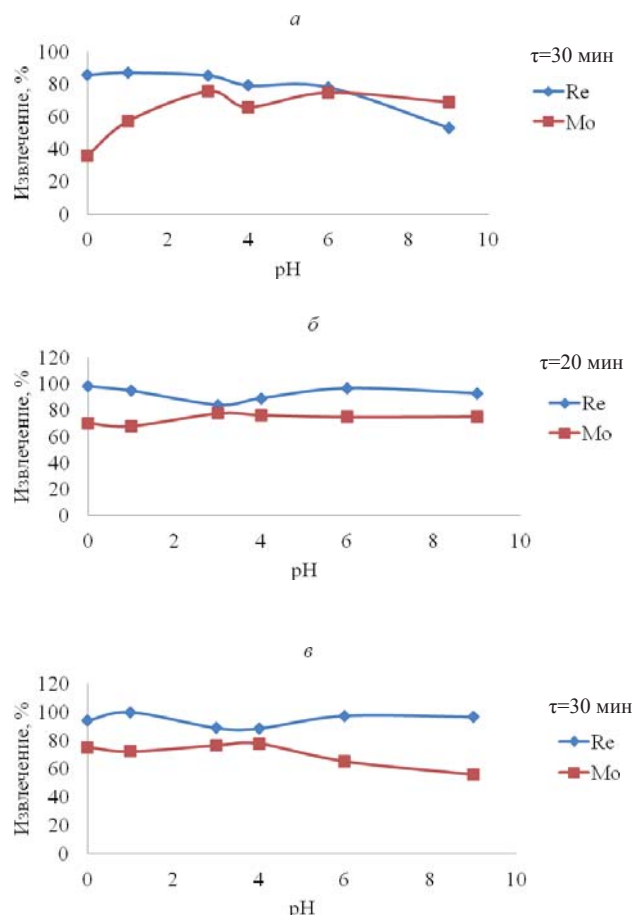 а
τ=30 мин
Извлечение, %
100
80
60
40
20
0
0 2 4 6 8 10
pH
Re
Mo
б
τ=20 мин
Извлечение, %
120
100
80
60
40
20
0
0 2 4 6 8 10
pH
Re
Mo
в
τ=30 мин
Извлечение, %
120
100
80
60
40
20
0
0 2 4 6 8 10
pH
Re
Mo